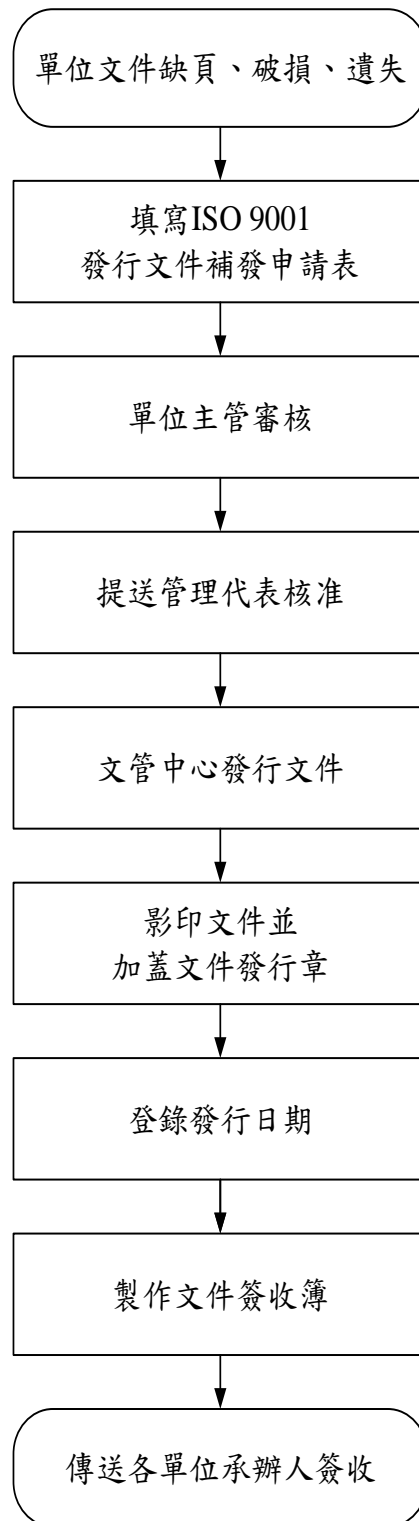 單位文件缺頁、破損、遺失
填寫ISO 9001
發行文件補發申請表
單位主管審核
提送管理代表核准
文管中心發行文件
影印文件並
加蓋文件發行章
登錄發行日期
製作文件簽收簿
傳送各單位承辦人簽收